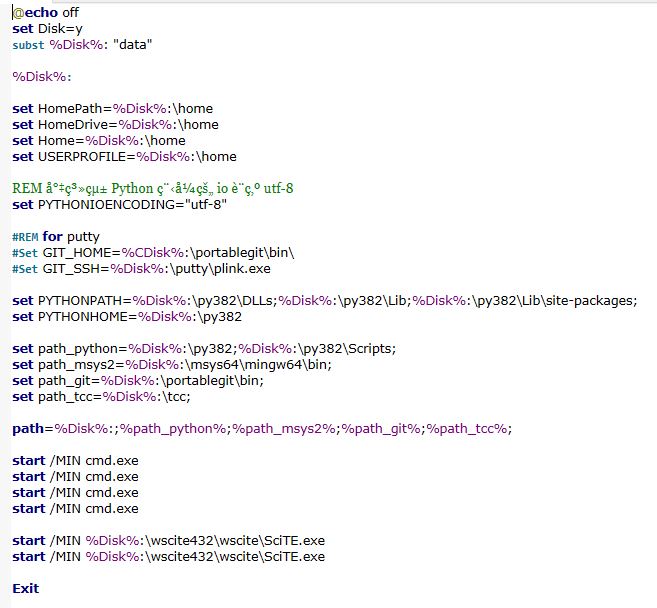 @echo off
set Disk=y
subst %Disk%: "data"
%Disk%:
set HomePath=%Disk%:\home
set HomeDrive=%Disk%:\home
set Home=%Disk%:\home
set USERPROFILE=%Disk%:\home
REM å°‡ç³»çµ± Python ç¨‹å¼çš„ io è¨ç‚º utf-8
set PYTHONIOENCODING="utf-8"
#REM for putty
#Set GIT_HOME=%CDisk%:\portablegit\bin\
#Set GIT_SSH=%Disk%:\putty\plink.exe
set PYTHONPATH=%Disk%:\py382\DLLs;%Disk%:\py382\Lib;%Disk%:\py382\Lib\site-packages;
set PYTHONHOME=%Disk%:\py382
set path_python=%Disk%:\py382;%Disk%:\py382\Scripts;
set path_msys2=%Disk%:\msys64\mingw64\bin;
set path_git=%Disk%:\portablegit\bin;
set path_tcc=%Disk%:\tcc;
path=%Disk%:;%path_python%;%path_msys2%;%path_git%;%path_tcc%;
start /MIN cmd.exe
start /MIN cmd.exe
start /MIN cmd.exe
start /MIN cmd.exe
start /MIN %Disk%:\wscite432\wscite\SciTE.exe
start /MIN %Disk%:\wscite432\wscite\SciTE.exe
Exit